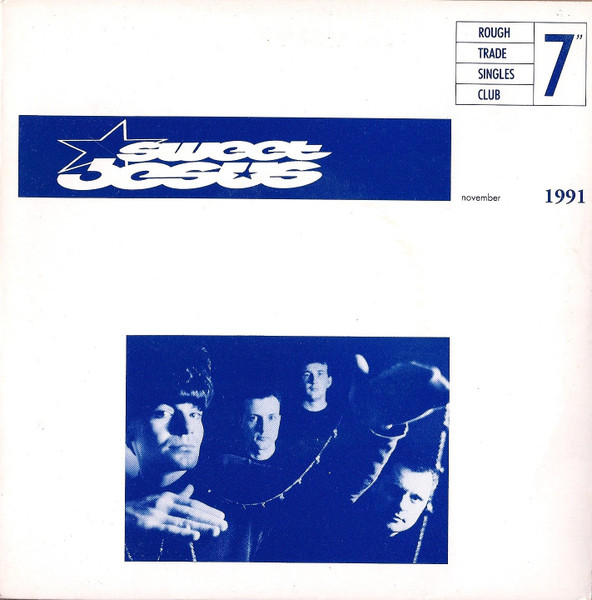 ROUGH
TRADE
SINGLES
CLUB
7"
sweet
Jesus
november 1991